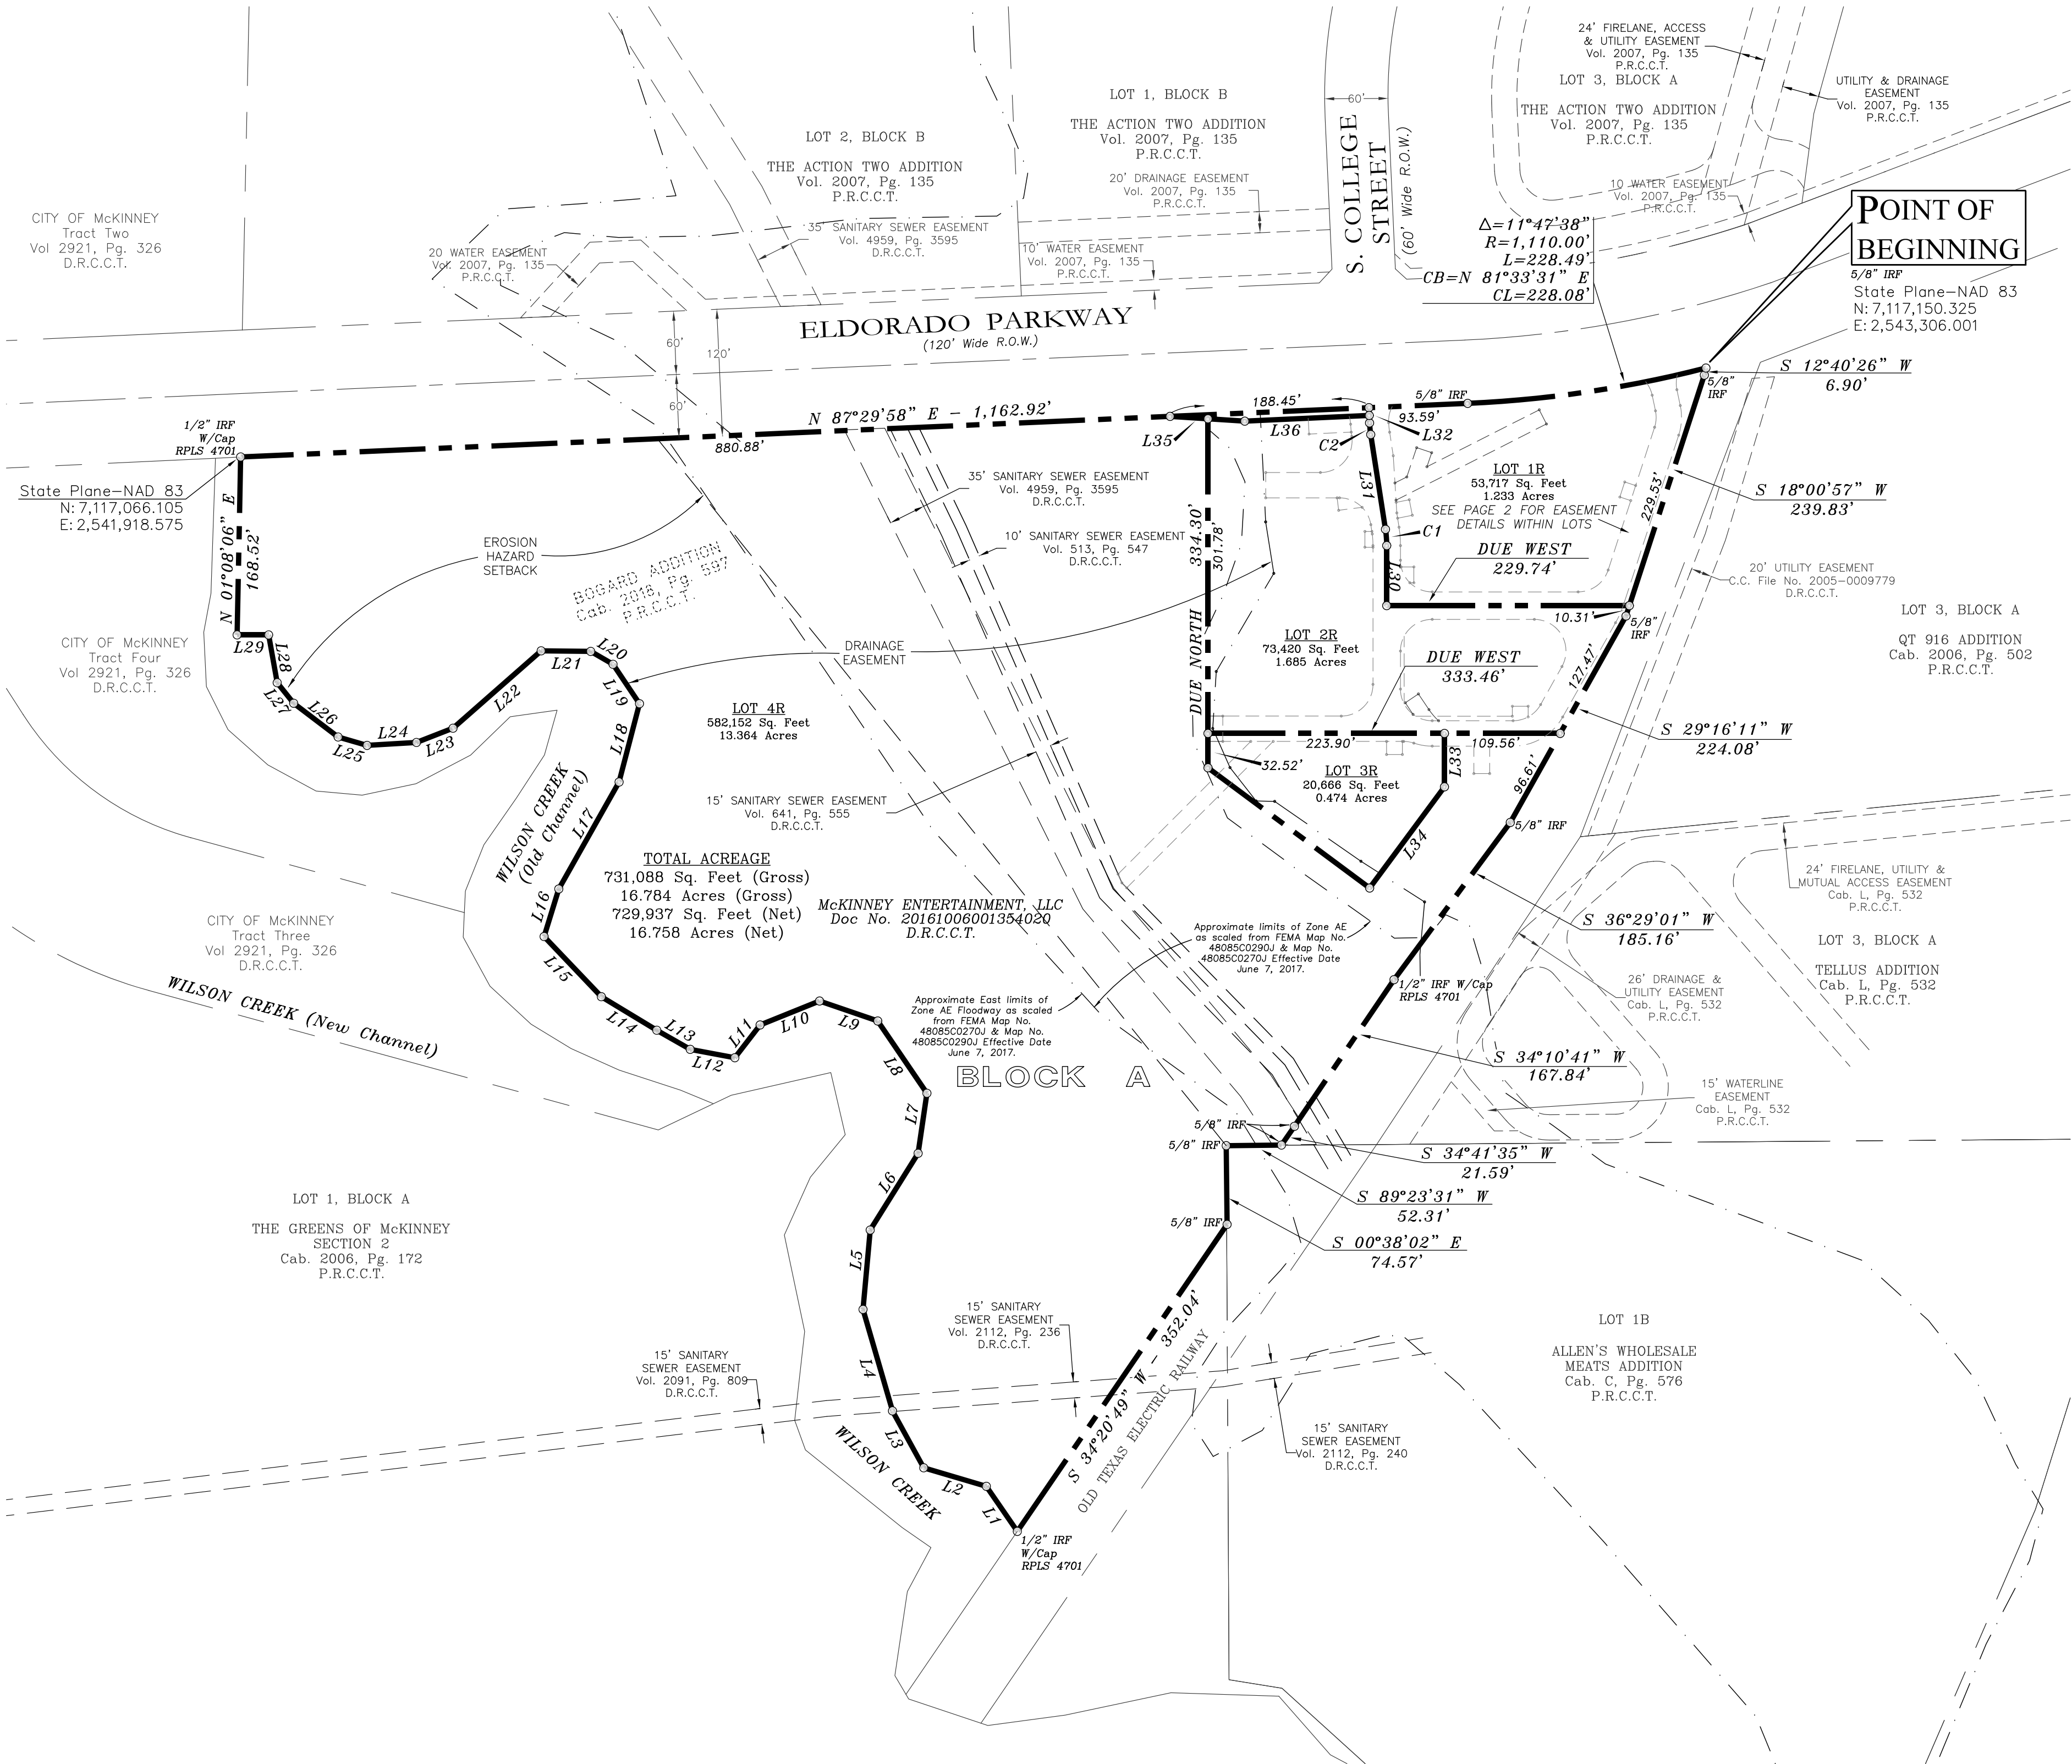 24' FIRELANE, ACCESS
& UTILITY EASEMENT
Vol. 2007, Pg. 135
P.R.C.C.T.
LOT 3, BLOCK A
THE ACTION TWO ADDITION
Vol. 2007, Pg. 135
P.R.C.C.T.
UTILITY & DRAINAGE
EASEMENT
Vol. 2007, Pg. 135
P.R.C.C.T.
LOT 1, BLOCK B
THE ACTION TWO ADDITION
Vol. 2007, Pg. 135
P.R.C.C.T.
20' DRAINAGE EASEMENT
Vol. 2007, Pg. 135
P.R.C.C.T.
60'
S. COLLEGE
STREET
(60' Wide R.O.W.)
LOT 2, BLOCK B
THE ACTION TWO ADDITION
Vol. 2007, Pg. 135
P.R.C.C.T.
35' SANITARY SEWER EASEMENT
Vol. 4959, Pg. 3595
D.R.C.C.T.
10' WATER EASEMENT
Vol. 2007, Pg. 135
P.R.C.C.T.
10 WATER EASEMENT
Vol. 2007, Pg. 135
P.R.C.C.T.
CITY OF McKINNEY
Tract Two
Vol 2921, Pg. 326
D.R.C.C.T.
20 WATER EASEMENT
Vol. 2007, Pg. 135
P.R.C.C.T.
Δ=11°47'38"
R=1,110.00'
L=228.49'
CB=N 81°33'31" E
CL=228.08'
POINT OF
BEGINNING
5/8" IRF
State Plane-NAD 83
N: 7,117,150.325
E: 2,543,306.001
ELDORADO PARKWAY
(120' Wide R.O.W.)
60'
120'
60'
S 12°40'26" W
6.90'
5/8"
IRF
N 87°29'58" E - 1,162.92'
880.88'
188.45'
5/8" IRF
93.59'
L35
L36
C2
L32
1/2" IRF
W/Cap
RPLS 4701
State Plane-NAD 83
N: 7,117,066.105
E: 2,541,918.575
N 01°08'06" E
168.52'
35' SANITARY SEWER EASEMENT
Vol. 4959, Pg. 3595
D.R.C.C.T.
10' SANITARY SEWER EASEMENT
Vol. 513, Pg. 547
D.R.C.C.T.
L31
LOT 1R
53,717 Sq. Feet
1.233 Acres
SEE PAGE 2 FOR EASEMENT
DETAILS WITHIN LOTS
229.53'
S 18°00'57" W
239.83'
C1
DUE WEST
229.74'
L30
334.30'
301.78'
DUE NORTH
10.31'
5/8"
IRF
20' UTILITY EASEMENT
C.C. File No. 2005-0009779
D.R.C.C.T.
LOT 3, BLOCK A
QT 916 ADDITION
Cab. 2006, Pg. 502
P.R.C.C.T.
EROSION
HAZARD
SETBACK
BOGARD ADDITION
Cab. 2018, Pg. 597
P.R.C.C.T.
DRAINAGE
EASEMENT
LOT 2R
73,420 Sq. Feet
1.685 Acres
DUE WEST
333.46'
127.47'
S 29°16'11" W
224.08'
CITY OF McKINNEY
Tract Four
Vol 2921, Pg. 326
D.R.C.C.T.
L29
L28
L27
L26
L25
L24
L23
L22
L21
L20
L19
L18
L17
L16
L15
L14
L13
L12
L11
L10
L9
L8
L7
L6
L5
L4
L3
L2
L1
LOT 4R
582,152 Sq. Feet
13.364 Acres
223.90'
109.56'
32.52'
LOT 3R
20,666 Sq. Feet
0.474 Acres
L33
L34
96.61'
5/8" IRF
WILSON CREEK
(Old Channel)
15' SANITARY SEWER EASEMENT
Vol. 641, Pg. 555
D.R.C.C.T.
TOTAL ACREAGE
731,088 Sq. Feet (Gross)
16.784 Acres (Gross)
729,937 Sq. Feet (Net)
16.758 Acres (Net)
McKINNEY ENTERTAINMENT, LLC
Doc No. 20161006001354020
D.R.C.C.T.
24' FIRELANE, UTILITY &
MUTUAL ACCESS EASEMENT
Cab. L, Pg. 532
P.R.C.C.T.
S 36°29'01" W
185.16'
Approximate limits of Zone AE
as scaled from FEMA Map No.
48085C0290J & Map No.
48085C0270J Effective Date
June 7, 2017.
LOT 3, BLOCK A
TELLUS ADDITION
Cab. L, Pg. 532
P.R.C.C.T.
26' DRAINAGE &
UTILITY EASEMENT
Cab. L, Pg. 532
P.R.C.C.T.
1/2" IRF W/Cap
RPLS 4701
CITY OF McKINNEY
Tract Three
Vol 2921, Pg. 326
D.R.C.C.T.
WILSON CREEK (New Channel)
Approximate East limits of
Zone AE Floodway as scaled
from FEMA Map No.
48085C0270J & Map No.
48085C0290J Effective Date
June 7, 2017.
BLOCK A
S 34°10'41" W
167.84'
15' WATERLINE
EASEMENT
Cab. L, Pg. 532
P.R.C.C.T.
5/8" IRF
5/8" IRF
S 34°41'35" W
21.59'
S 89°23'31" W
52.31'
5/8" IRF
S 00°38'02" E
74.57'
LOT 1, BLOCK A
THE GREENS OF McKINNEY
SECTION 2
Cab. 2006, Pg. 172
P.R.C.C.T.
15' SANITARY
SEWER EASEMENT
Vol. 2112, Pg. 236
D.R.C.C.T.
15' SANITARY
SEWER EASEMENT
Vol. 2091, Pg. 809
D.R.C.C.T.
S 34°20'49" W - 352.04'
OLD TEXAS ELECTRIC RAILWAY
LOT 1B
ALLEN'S WHOLESALE
MEATS ADDITION
Cab. C, Pg. 576
P.R.C.C.T.
15' SANITARY
SEWER EASEMENT
Vol. 2112, Pg. 240
D.R.C.C.T.
WILSON CREEK
1/2" IRF
W/Cap
RPLS 4701